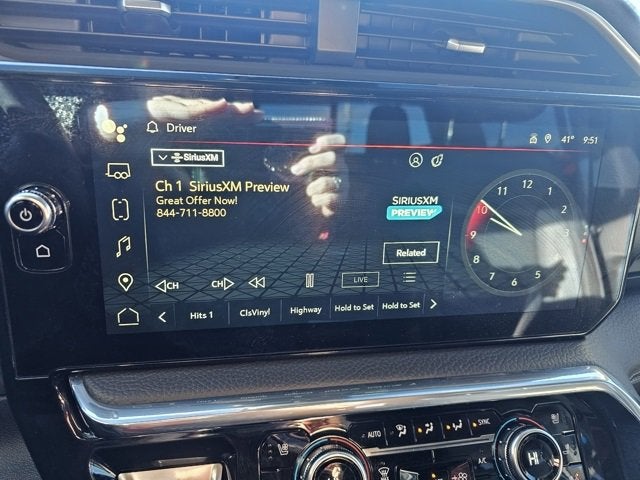 Driver
41° 9:51
SiriusXM
Ch 1 SiriusXM Preview
Great Offer Now!
844-711-8800
SIRIUSXM
PREVIEW
Related
CH CH LIVE
Hits 1 ClsVinyl Highway Hold to Set Hold to Set
12 1 2 3 4 5 6 7 8 9 10 11
AUTO SYNC
A/C HI